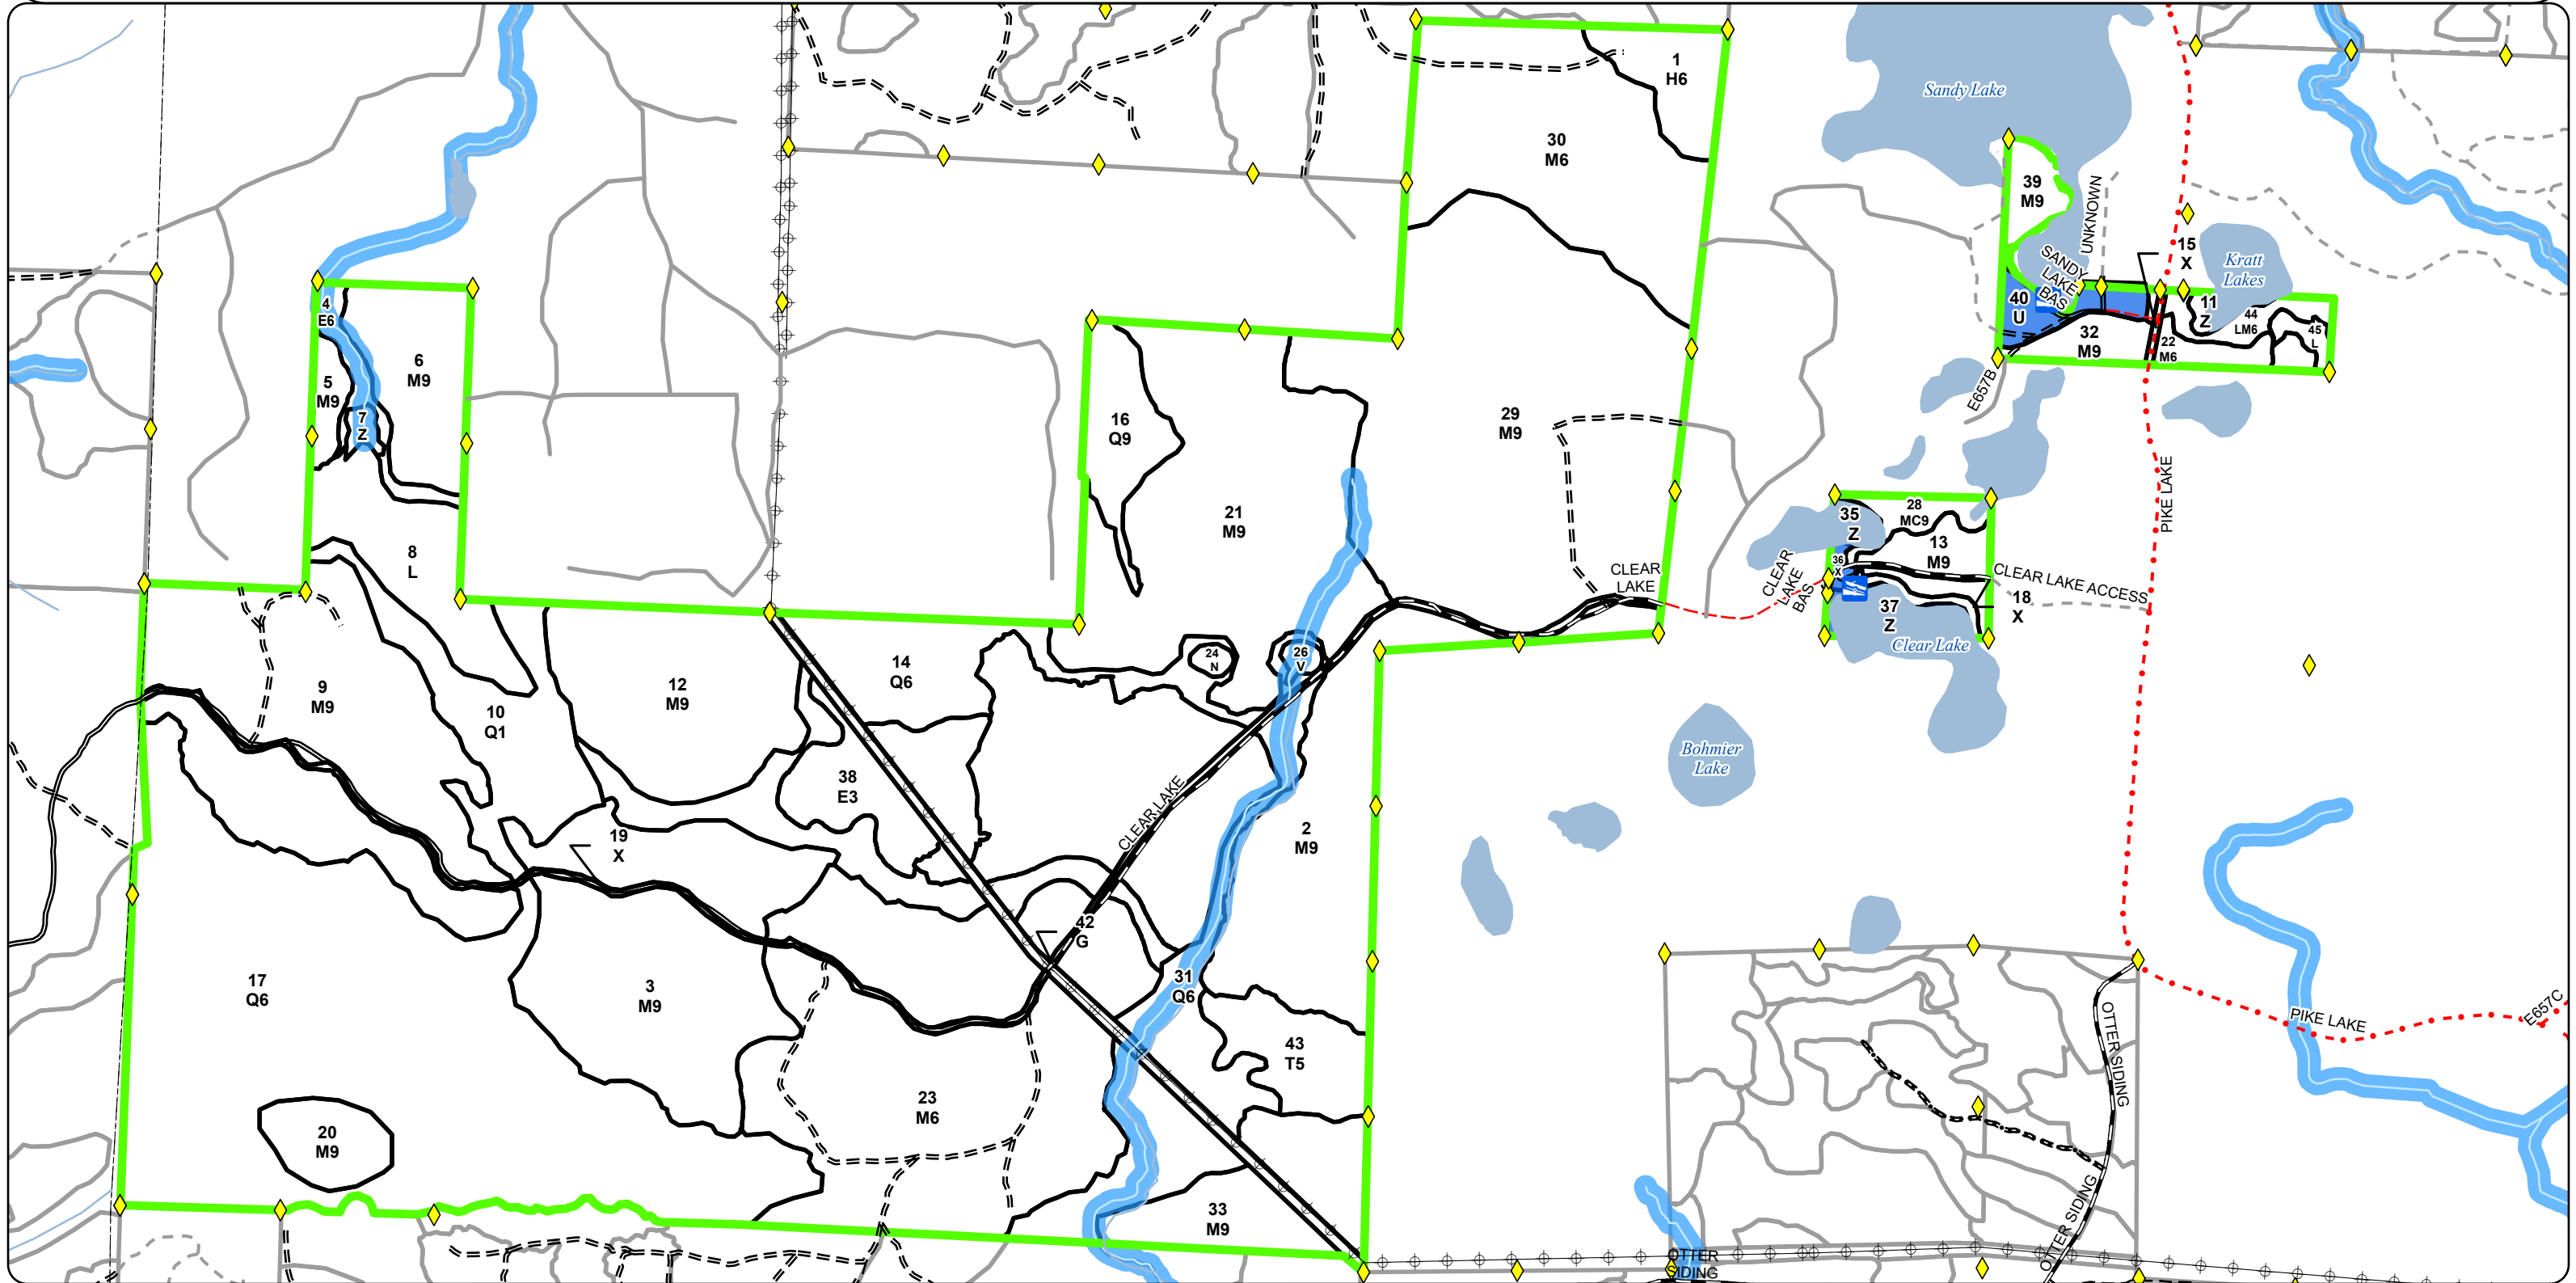 1
H6
30
M6
Sandy Lake
39
M9
UNKNOWN
15
X
Kratt
Lakes
SANDY
LAKE
BAS
40
U
11
Z
44
LM6
45
L
32
M9
22
M6
E657B
4
E6
6
M9
5
M9
7
Z
16
Q9
29
M9
21
M9
PIKE LAKE
35
Z
28
MC9
13
M9
36
X
CLEAR LAKE ACCESS
18
X
37
Z
Clear Lake
CLEAR
LAKE
BAS
CLEAR
LAKE
8
L
24
N
26
V
14
Q6
12
M9
9
M9
10
Q1
Bohmier
Lake
38
E3
CLEAR LAKE
2
M9
19
X
42
G
17
Q6
3
M9
31
Q6
43
T5
23
M6
20
M9
33
M9
OTTER SIDING
PIKE LAKE
E657C
OTTER SIDING
OTTER
SIDING